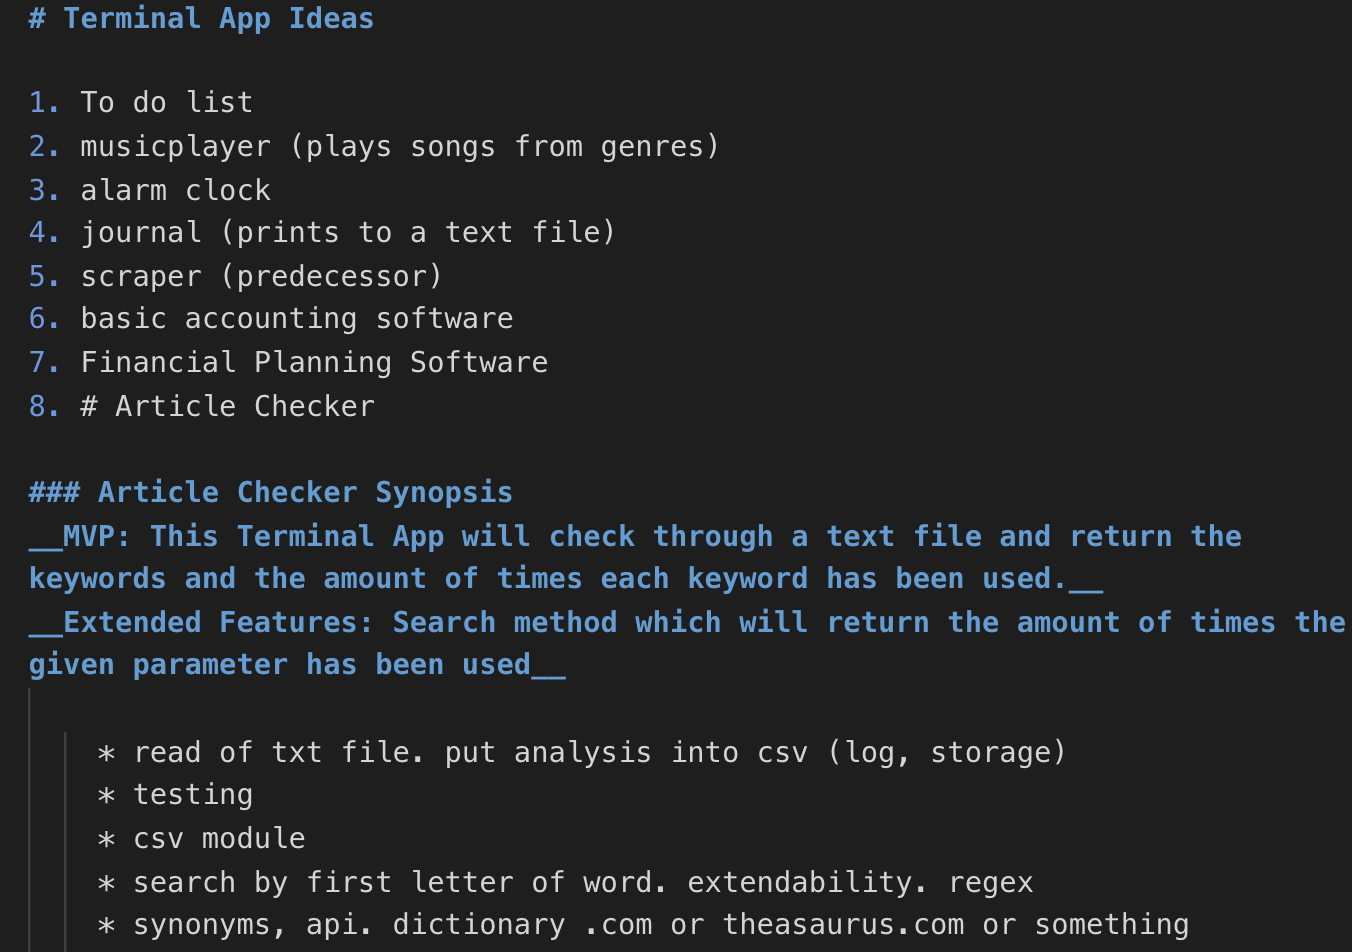 # Terminal App Ideas
1. To do list
2. musicplayer (plays songs from genres)
3. alarm clock
4. journal (prints to a text file)
5. scraper (predecessor)
6. basic accounting software
7. Financial Planning Software
8. # Article Checker
### Article Checker Synopsis
__MVP: This Terminal App will check through a text file and return the
keywords and the amount of times each keyword has been used.__
__Extended Features: Search method which will return the amount of times the
given parameter has been used__
* read of txt file. put analysis into csv (log, storage)
* testing
* csv module
* search by first letter of word. extendability. regex
* synonyms, api. dictionary .com or theasaurus.com or something